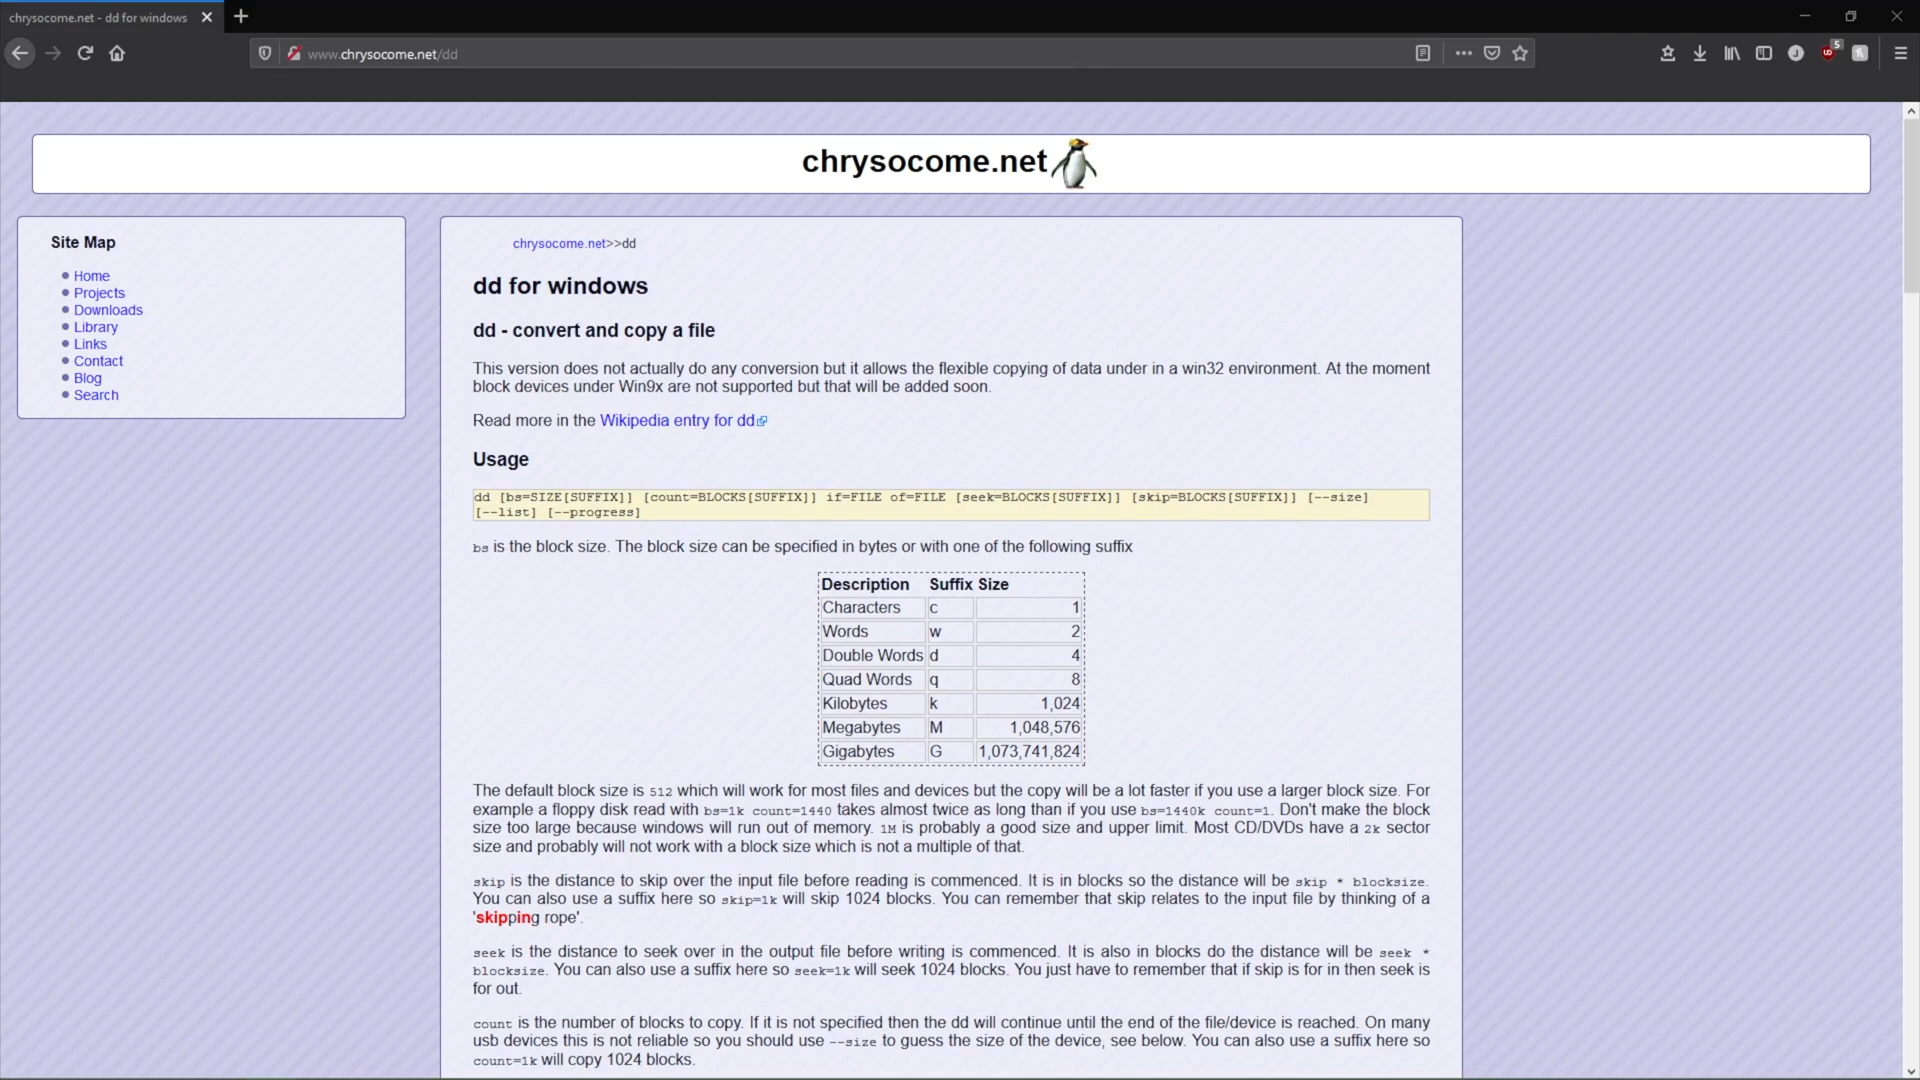 chrysocome.net - dd for windows
www.chrysocome.net/dd
5
chrysocome.net
Site Map
Home
Projects
Downloads
Library
Links
Contact
Blog
Search
chrysocome.net>>dd
dd for windows
dd - convert and copy a file
This version does not actually do any conversion but it allows the flexible copying of data under in a win32 environment. At the moment
block devices under Win9x are not supported but that will be added soon.
Read more in the Wikipedia entry for dd
Usage
dd [bs=SIZE[SUFFIX]] [count=BLOCKS[SUFFIX]] if=FILE of=FILE [seek=BLOCKS[SUFFIX]] [skip=BLOCKS[SUFFIX]] [--size]
[--list] [--progress]
bs is the block size. The block size can be specified in bytes or with one of the following suffix
Description Suffix Size
Characters c 1
Words w 2
Double Words d 4
Quad Words q 8
Kilobytes k 1,024
Megabytes M 1,048,576
Gigabytes G 1,073,741,824
The default block size is 512 which will work for most files and devices but the copy will be a lot faster if you use a larger block size. For
example a floppy disk read with bs=1k count=1440 takes almost twice as long than if you use bs=1440k count=1. Don't make the block
size too large because windows will run out of memory. 1M is probably a good size and upper limit. Most CD/DVDs have a 2k sector
size and probably will not work with a block size which is not a multiple of that.
skip is the distance to skip over the input file before reading is commenced. It is in blocks so the distance will be skip * blocksize.
You can also use a suffix here so skip=1k will skip 1024 blocks. You can remember that skip relates to the input file by thinking of a
'skipping rope'.
seek is the distance to seek over in the output file before writing is commenced. It is also in blocks do the distance will be seek *
blocksize. You can also use a suffix here so seek=1k will seek 1024 blocks. You just have to remember that if skip is for in then seek is
for out.
count is the number of blocks to copy. If it is not specified then the dd will continue until the end of the file/device is reached. On many
usb devices this is not reliable so you should use --size to guess the size of the device, see below. You can also use a suffix here so
count=1k will copy 1024 blocks.